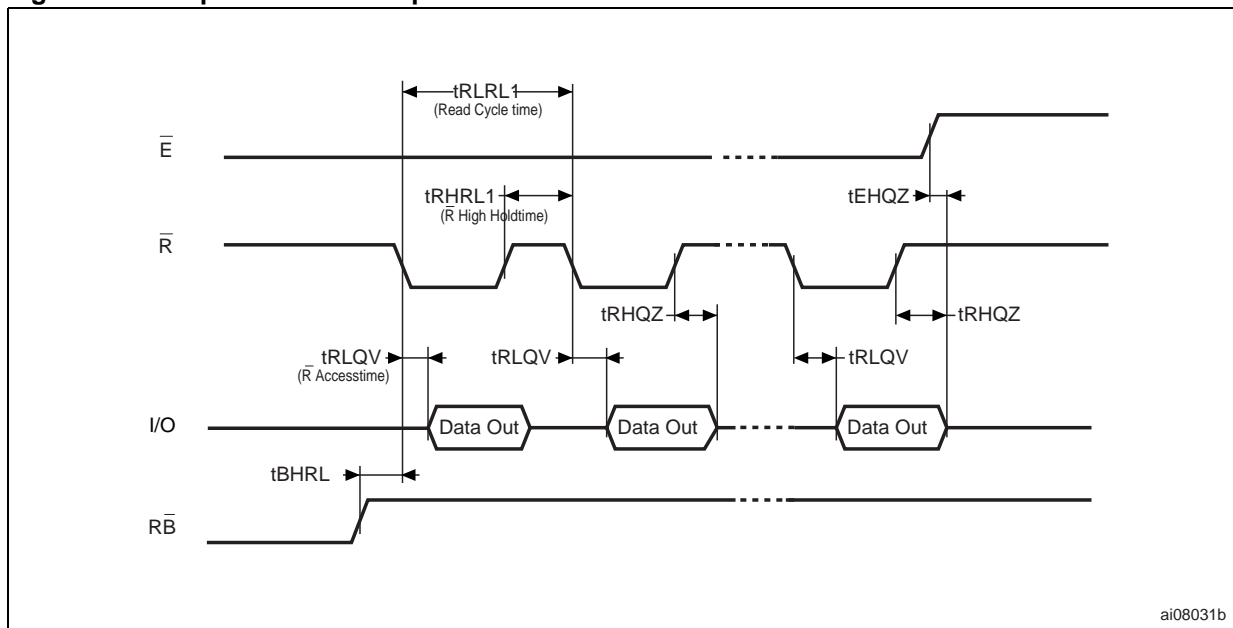 tRLRL1
(Read Cycle time)
E̅
tRHRL1
(R̅ High Holdtime)
tEHQZ
R̅
tRHQZ
tRHQZ
tRLQV
(R̅ Accesstime)
tRLQV
tRLQV
I/O
Data Out
Data Out
Data Out
tBHRL
RB̅
ai08031b